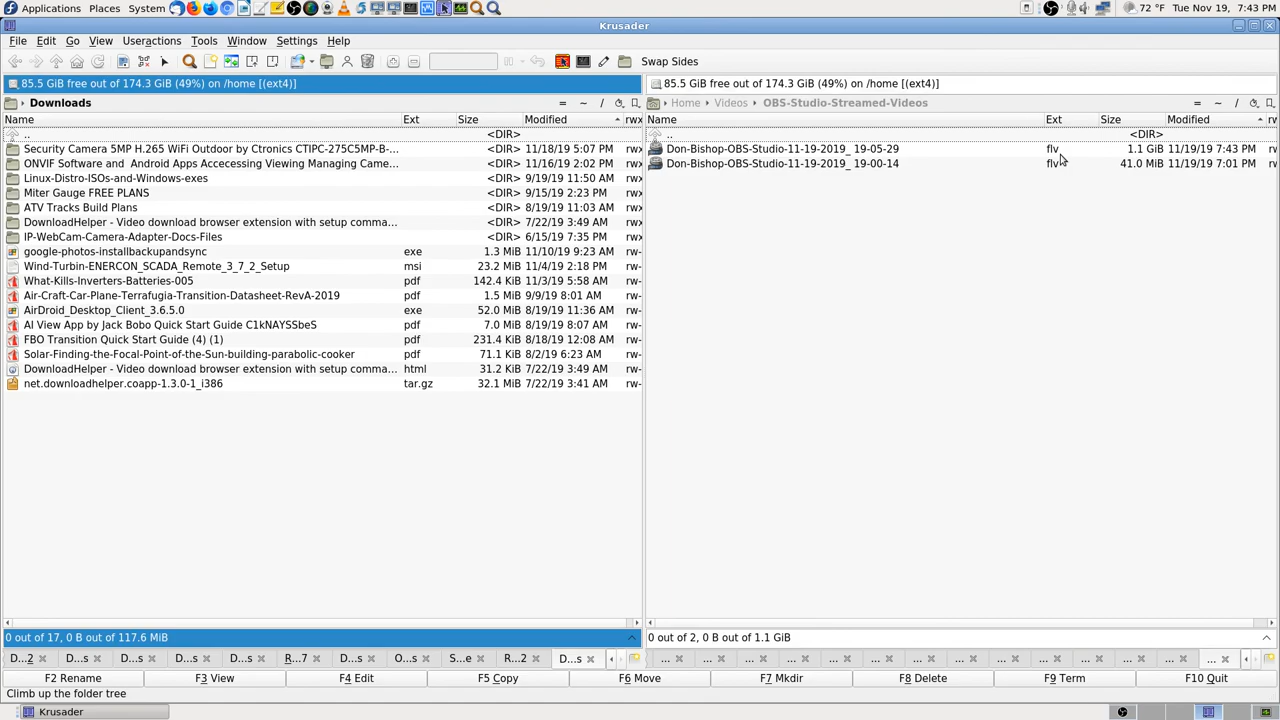 Applications Places System 72 °F Tue Nov 19, 7:43 PM
Krusader
File Edit Go View Useractions Tools Window Settings Help
Swap Sides
85.5 GiB free out of 174.3 GiB (49%) on /home [(ext4)] 85.5 GiB free out of 174.3 GiB (49%) on /home [(ext4)]
› Downloads = ~ / › Home › Videos › OBS-Studio-Streamed-Videos = ~ /
Name Ext Size Modified rwx Name Ext Size Modified rw
.. <DIR> .. <DIR>
Security Camera 5MP H.265 WiFi Outdoor by Ctronics CTIPC-275C5MP-B-... <DIR> 11/18/19 5:07 PM rwx Don-Bishop-OBS-Studio-11-19-2019_ 19-05-29 flv 1.1 GiB 11/19/19 7:43 PM rw-
ONVIF Software and Android Apps Accecessing Viewing Managing Came... <DIR> 11/16/19 2:02 PM rwx Don-Bishop-OBS-Studio-11-19-2019_ 19-00-14 flv 41.0 MiB 11/19/19 7:01 PM rw-
Linux-Distro-ISOs-and-Windows-exes <DIR> 9/19/19 11:50 AM rwx
Miter Gauge FREE PLANS <DIR> 9/15/19 2:23 PM rwx
ATV Tracks Build Plans <DIR> 8/19/19 11:03 AM rwx
DownloadHelper - Video download browser extension with setup comma... <DIR> 7/22/19 3:49 AM rwx
IP-WebCam-Camera-Adapter-Docs-Files <DIR> 6/15/19 7:35 PM rwx
google-photos-installbackupandsync exe 1.3 MiB 11/10/19 9:23 AM rw-
Wind-Turbin-ENERCON_SCADA_Remote_3_7_2_Setup msi 23.2 MiB 11/4/19 2:18 PM rw-
What-Kills-Inverters-Batteries-005 pdf 142.4 KiB 11/3/19 5:58 AM rw-
Air-Craft-Car-Plane-Terrafugia-Transition-Datasheet-RevA-2019 pdf 1.5 MiB 9/9/19 8:01 AM rw-
AirDroid_Desktop_Client_3.6.5.0 exe 52.0 MiB 8/19/19 11:36 AM rw-
AI View App by Jack Bobo Quick Start Guide C1kNAYSSbeS pdf 7.0 MiB 8/19/19 8:07 AM rw-
FBO Transition Quick Start Guide (4) (1) pdf 231.4 KiB 8/18/19 12:08 AM rw-
Solar-Finding-the-Focal-Point-of-the-Sun-building-parabolic-cooker pdf 71.1 KiB 8/2/19 6:23 AM rw-
DownloadHelper - Video download browser extension with setup comma... html 31.2 KiB 7/22/19 3:49 AM rw-
net.downloadhelper.coapp-1.3.0-1_i386 tar.gz 32.1 MiB 7/22/19 3:41 AM rw-
0 out of 17, 0 B out of 117.6 MiB 0 out of 2, 0 B out of 1.1 GiB
D...2 D...s D...s D...s D...s R...7 D...s O...s S...e R...2 D...s ... ... ... ... ... ... ... ... ... ... ... ... ...
F2 Rename F3 View F4 Edit F5 Copy F6 Move F7 Mkdir F8 Delete F9 Term F10 Quit
Climb up the folder tree
Krusader